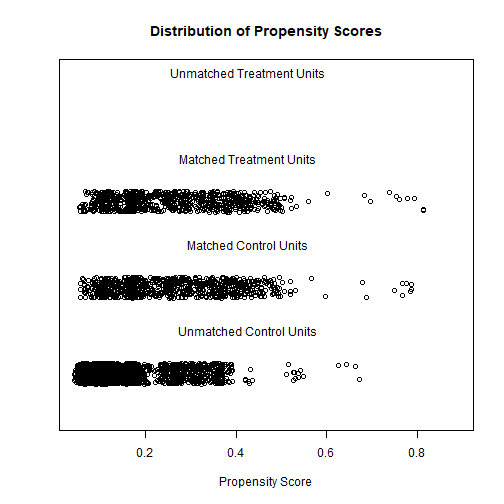 Distribution of Propensity Scores
Unmatched Treatment Units
Matched Treatment Units
Matched Control Units
Unmatched Control Units
0.2 0.4 0.6 0.8
Propensity Score